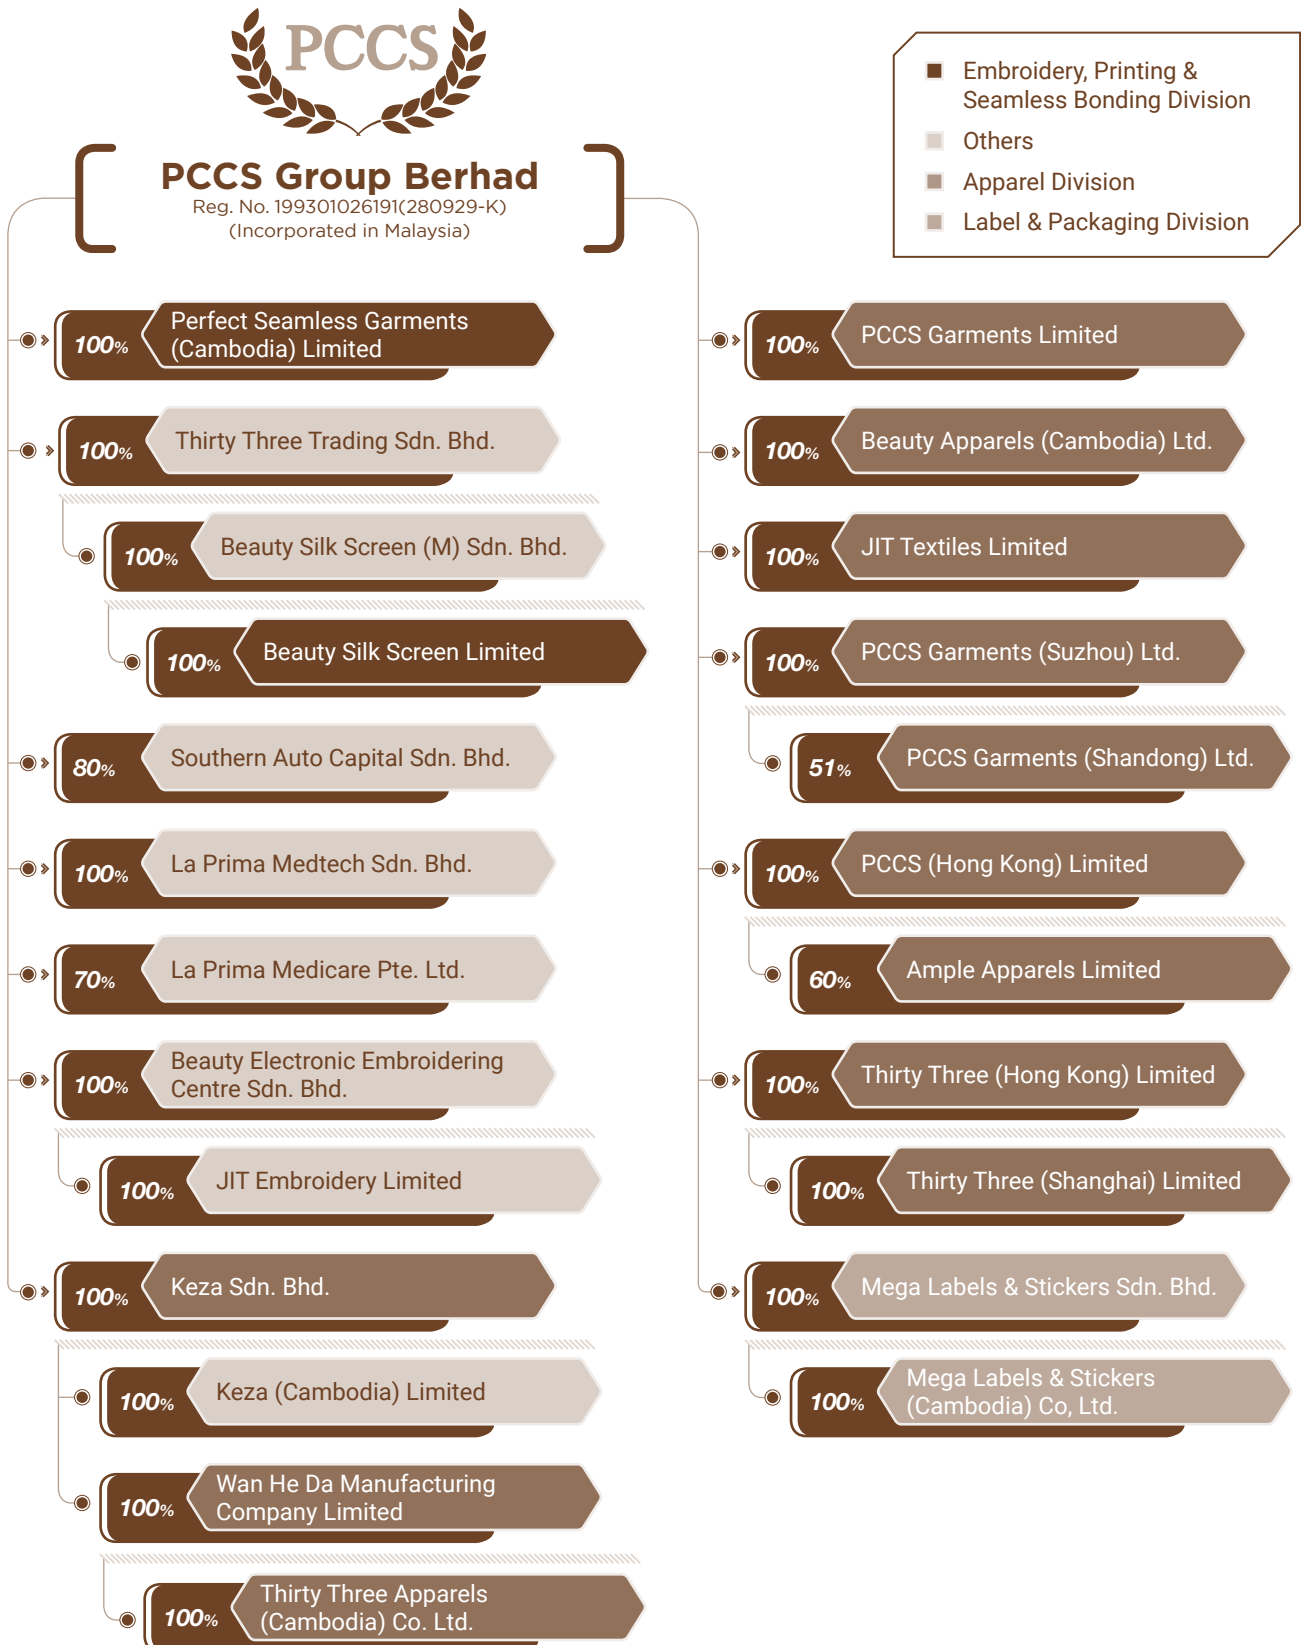 PCCS
PCCS Group Berhad
Reg. No. 199301026191(280929-K)
(Incorporated in Malaysia)
Embroidery, Printing &
Seamless Bonding Division
Others
Apparel Division
Label & Packaging Division
100%
Perfect Seamless Garments
(Cambodia) Limited
100%
Thirty Three Trading Sdn. Bhd.
100%
Beauty Silk Screen (M) Sdn. Bhd.
100%
Beauty Silk Screen Limited
80%
Southern Auto Capital Sdn. Bhd.
100%
La Prima Medtech Sdn. Bhd.
70%
La Prima Medicare Pte. Ltd.
100%
Beauty Electronic Embroidering
Centre Sdn. Bhd.
100%
JIT Embroidery Limited
100%
Keza Sdn. Bhd.
100%
Keza (Cambodia) Limited
100%
Wan He Da Manufacturing
Company Limited
100%
Thirty Three Apparels
(Cambodia) Co. Ltd.
100%
PCCS Garments Limited
100%
Beauty Apparels (Cambodia) Ltd.
100%
JIT Textiles Limited
100%
PCCS Garments (Suzhou) Ltd.
51%
PCCS Garments (Shandong) Ltd.
100%
PCCS (Hong Kong) Limited
60%
Ample Apparels Limited
100%
Thirty Three (Hong Kong) Limited
100%
Thirty Three (Shanghai) Limited
100%
Mega Labels & Stickers Sdn. Bhd.
100%
Mega Labels & Stickers
(Cambodia) Co, Ltd.